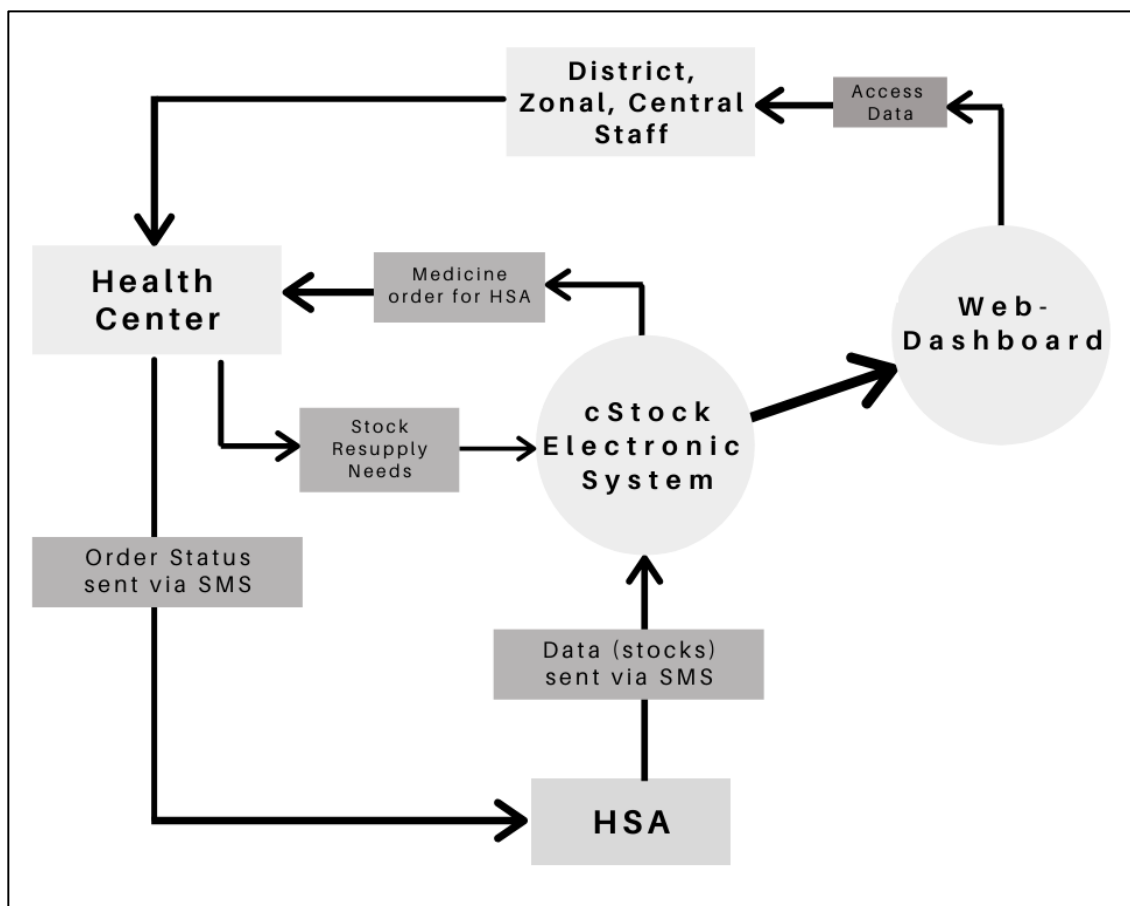 District,
Zonal, Central
Staff
Access
Data
Health
Center
Medicine
order for HSA
Web-
Dashboard
Stock
Resupply
Needs
cStock
Electronic
System
Order Status
sent via SMS
Data (stocks)
sent via SMS
HSA